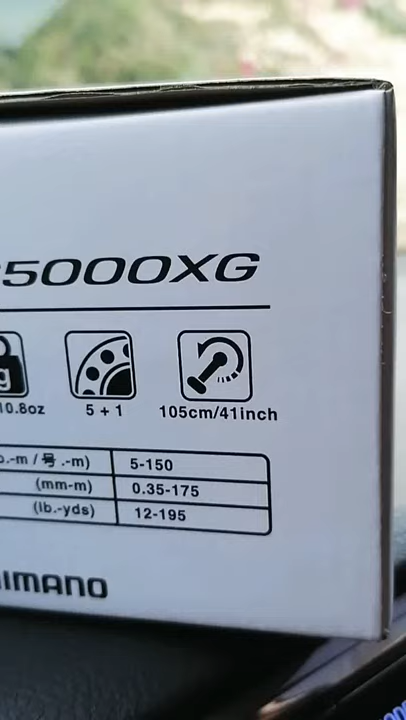 5000XG
10.8oz
5 + 1
105cm/41inch
.-m / 号.-m) 5-150
(mm-m) 0.35-175
(lb.-yds) 12-195
IMANO